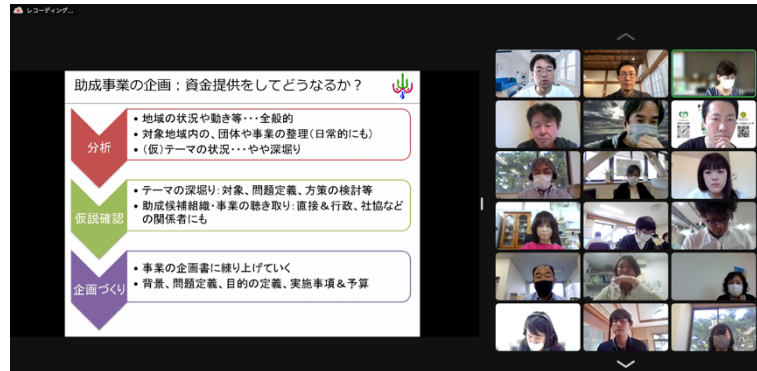 レコーディング...
助成事業の企画：資金提供をしてどうなるか？
分析
• 地域の状況や動き等・・・全般的
• 対象地域内の、団体や事業の整理（日常的にも）
• （仮）テーマの状況・・・やや深堀り
仮説確認
• テーマの深堀り：対象、問題定義、方策の検討等
• 助成候補組織・事業の聴き取り：直接＆行政、社協など
の関係者にも
企画づくり
• 事業の企画書に練り上げていく
• 背景、問題定義、目的の定義、実施事項＆予算